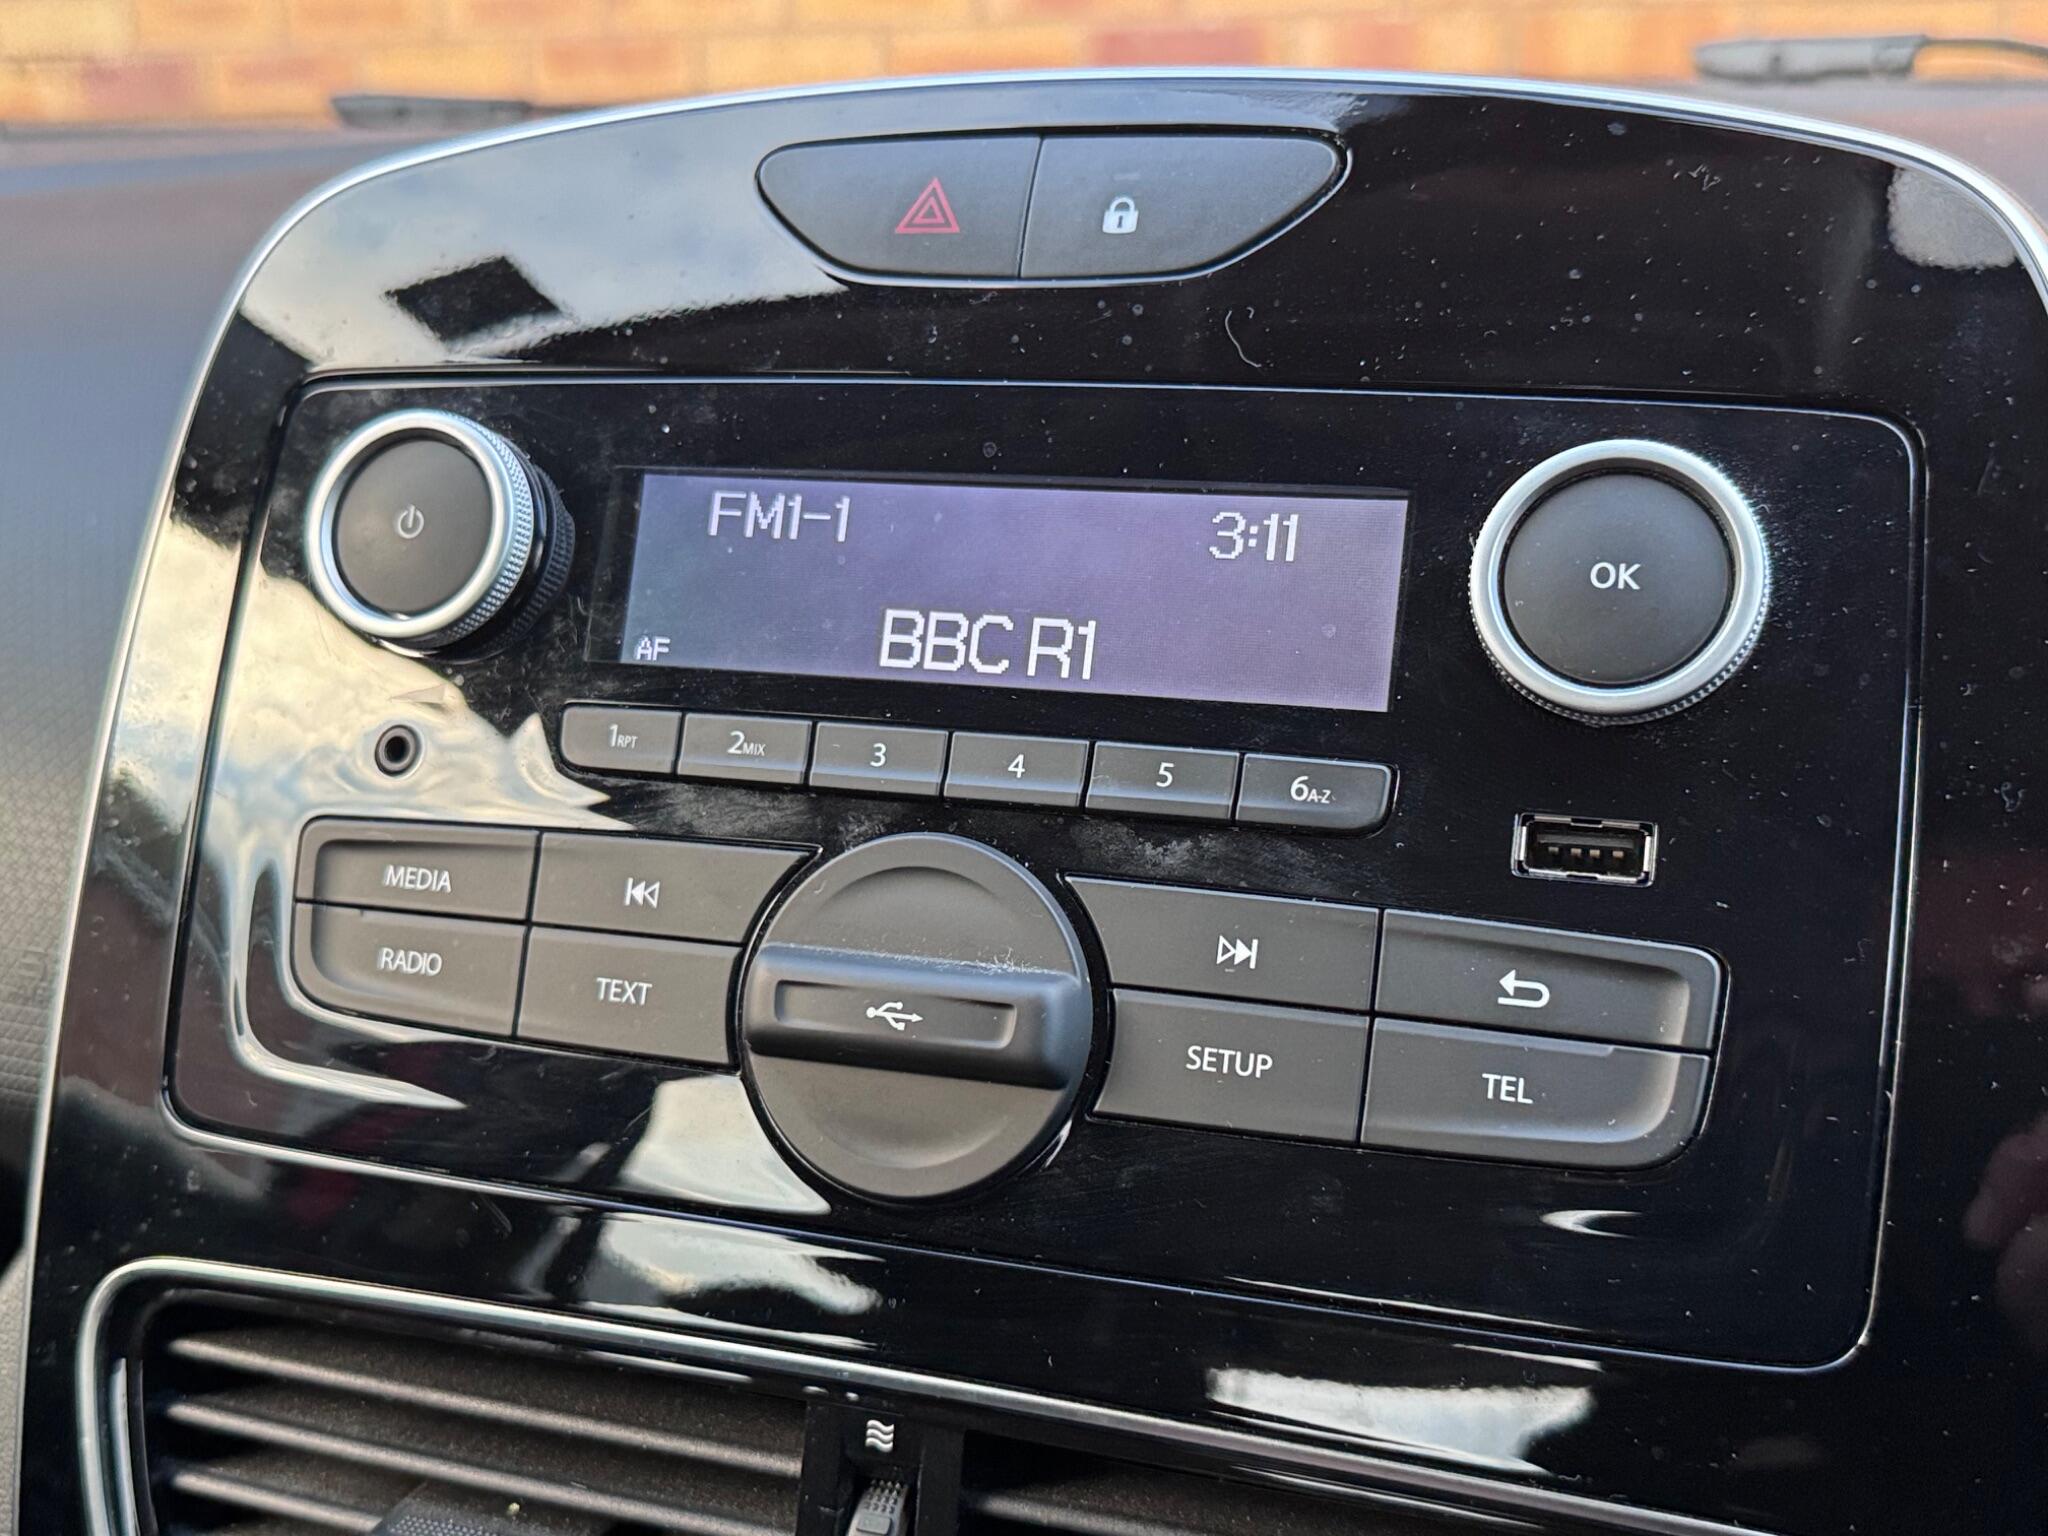 FM1-1 3:11
AF BBC R1
1RPT 2MIX 3 4 5 6A-Z
OK
MEDIA
RADIO TEXT
SETUP TEL